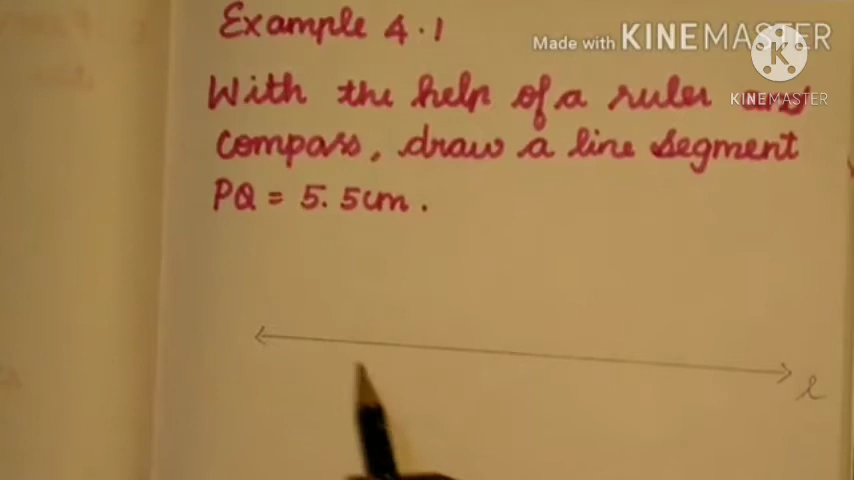 Example 4.1
Made with KINEMASTER
K
KINEMASTER
With the help of a ruler and
compass, draw a line segment
PQ = 5.5cm.
l